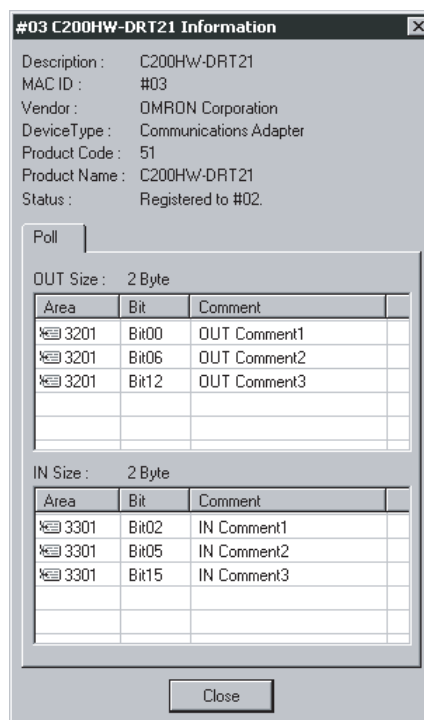 #03 C200HW-DRT21 Information
Description : C200HW-DRT21
MAC ID : #03
Vendor : OMRON Corporation
DeviceType : Communications Adapter
Product Code : 51
Product Name : C200HW-DRT21
Status : Registered to #02.
Poll
OUT Size : 2 Byte
Area Bit Comment
3201 Bit00 OUT Comment1
3201 Bit06 OUT Comment2
3201 Bit12 OUT Comment3
IN Size : 2 Byte
Area Bit Comment
3301 Bit02 IN Comment1
3301 Bit05 IN Comment2
3301 Bit15 IN Comment3
Close